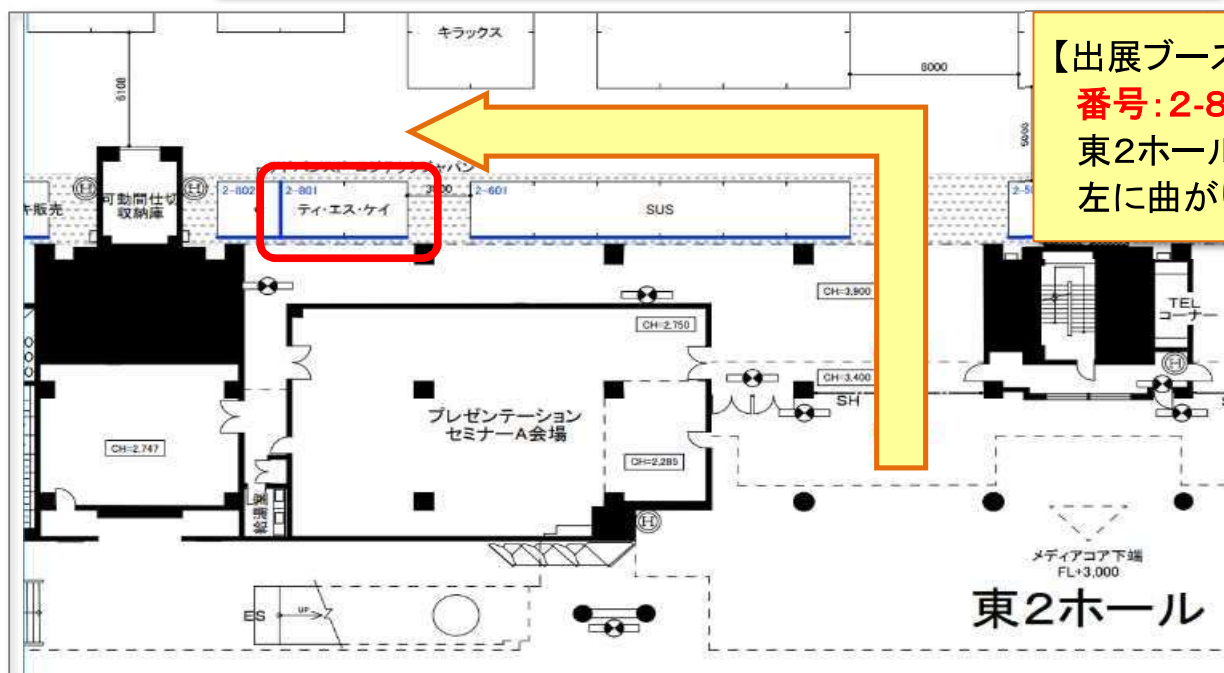 キラックス
8000
【出展ブース
番号：2-8
東2ホール
左に曲がり
6100
可動間仕切
収納庫
キ販売
2-802
2-801
ティ・エス・ケイ
2-601
SUS
2-5
CH=3,900
CH=2,750
CH=3,400
SH
TEL
コーナー
プレゼンテーション
セミナーA会場
CH=2,747
CH=2,285
給湯室
メディアコア下端
FL+3,000
ES
UP
東2ホール